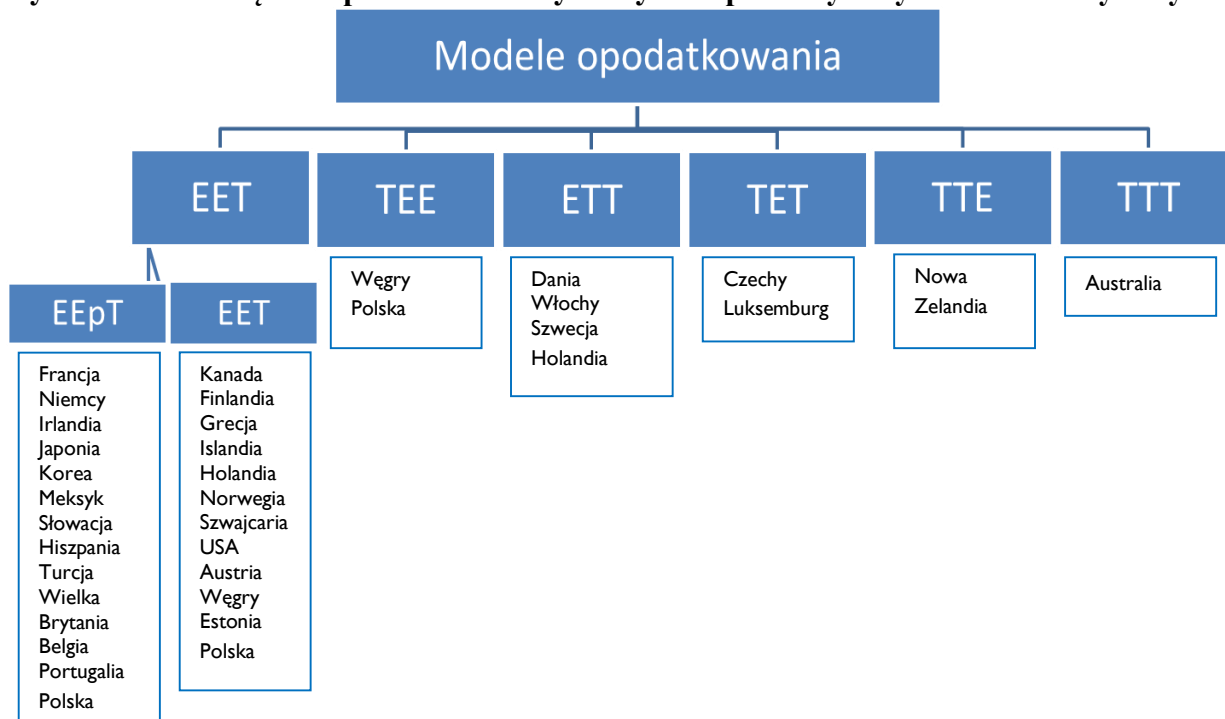 Modele opodatkowania
EET
TEE
ETT
TET
TTE
TTT
Węgry
Polska
Dania
Włochy
Szwecja
Holandia
Czechy
Luksemburg
Nowa
Zelandia
Australia
EEpT
EET
Francja
Niemcy
Irlandia
Japonia
Korea
Meksyk
Słowacja
Hiszpania
Turcja
Wielka
Brytania
Belgia
Portugalia
Polska
Kanada
Finlandia
Grecja
Islandia
Holandia
Norwegia
Szwajcaria
USA
Austria
Węgry
Estonia
Polska